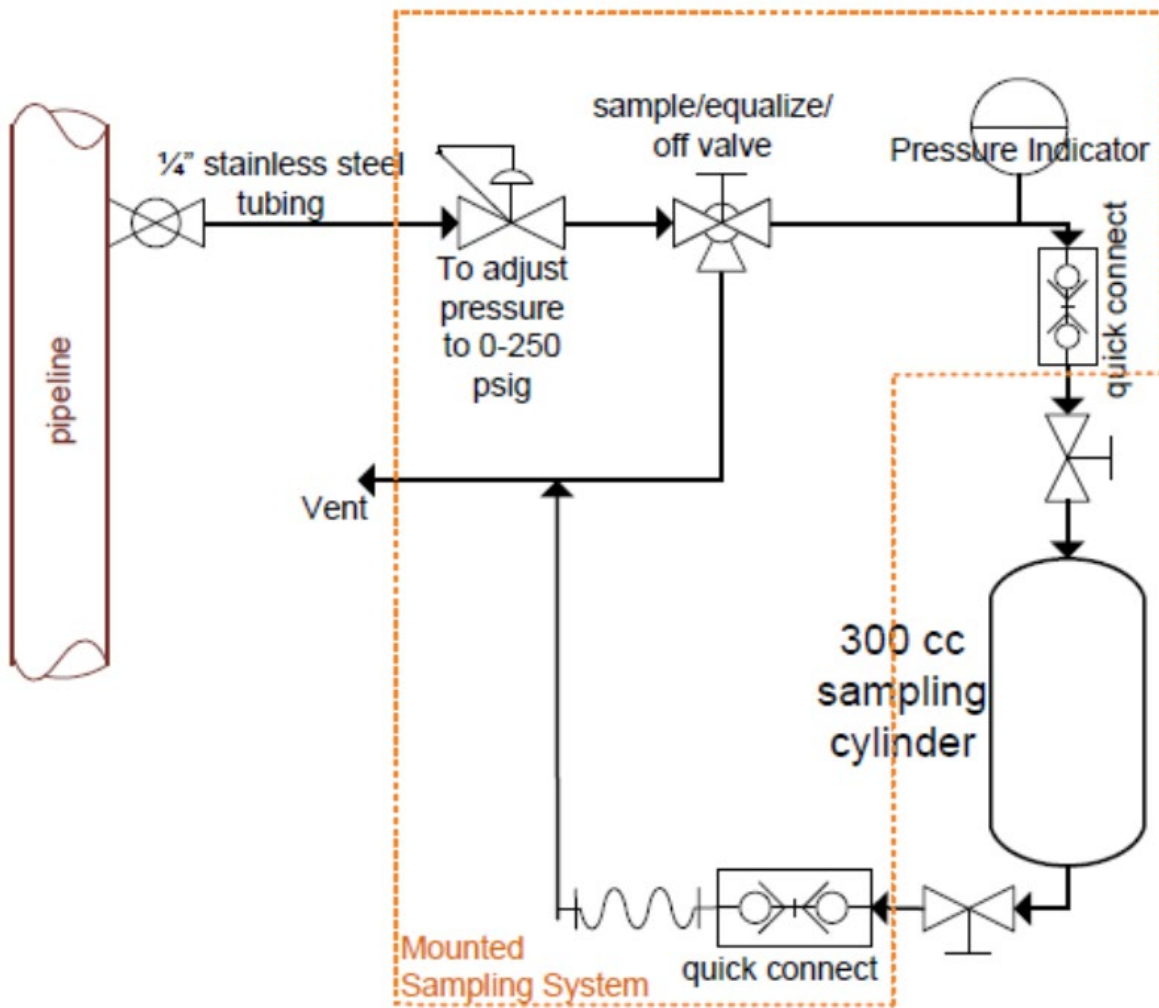 sample/equalize/
off valve
Pressure Indicator
¼” stainless steel
tubing
To adjust
pressure
to 0-250
psig
quick connect
pipeline
Vent
300 cc
sampling
cylinder
Mounted
Sampling System
quick connect